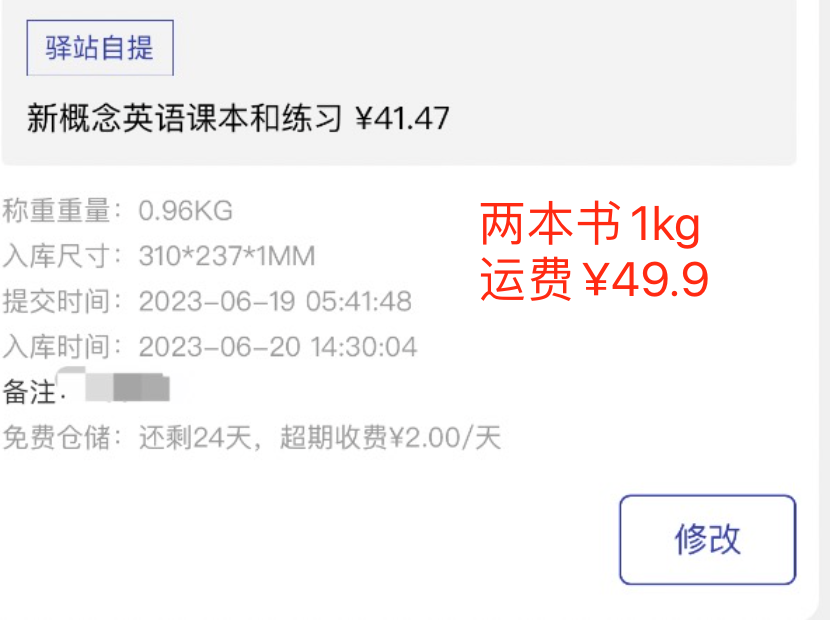 驿站自提
新概念英语课本和练习 ¥41.47
称重重量：0.96KG
入库尺寸：310*237*1MM
提交时间：2023-06-19 05:41:48
入库时间：2023-06-20 14:30:04
备注：
免费仓储：还剩24天，超期收费¥2.00/天
两本书 1kg
运费 ¥49.9
修改